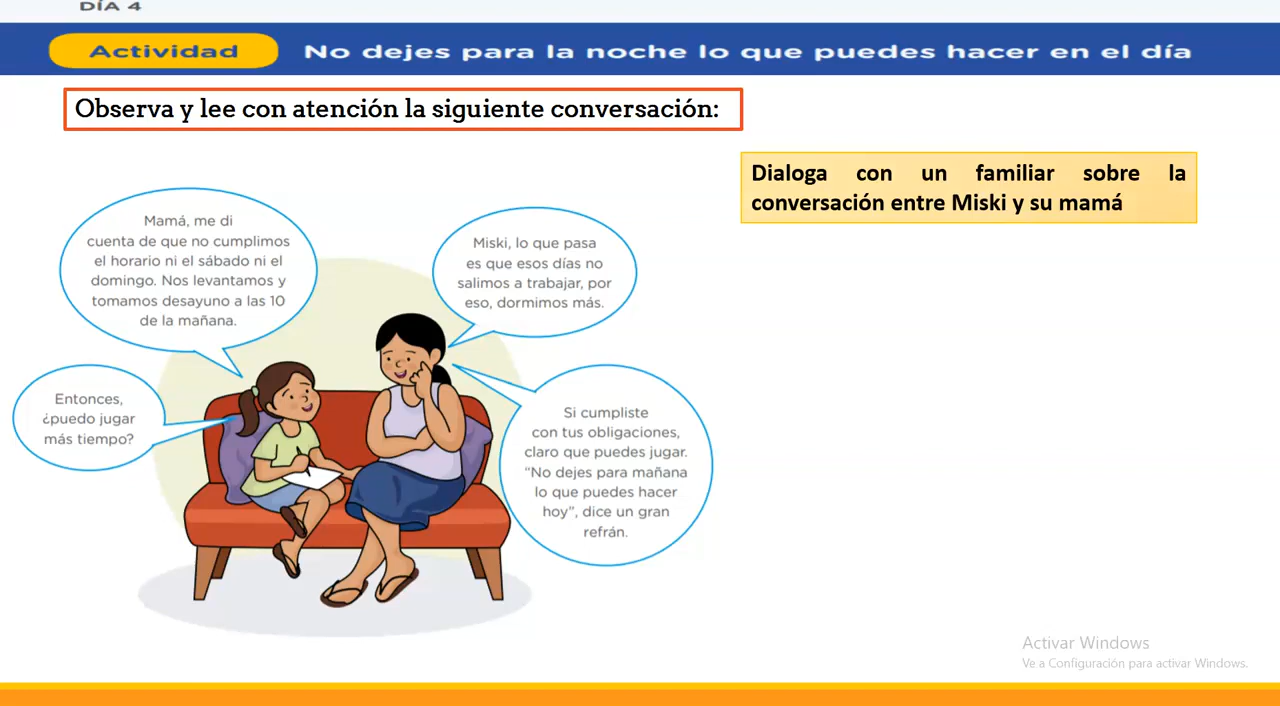 DÍA 4
Actividad
No dejes para la noche lo que puedes hacer en el día
Observa y lee con atención la siguiente conversación:
Dialoga con un familiar sobre la
conversación entre Miski y su mamá
Mamá, me di
cuenta de que no cumplimos
el horario ni el sábado ni el
domingo. Nos levantamos y
tomamos desayuno a las 10
de la mañana.
Miski, lo que pasa
es que esos días no
salimos a trabajar, por
eso, dormimos más.
Entonces,
¿puedo jugar
más tiempo?
Si cumpliste
con tus obligaciones,
claro que puedes jugar.
“No dejes para mañana
lo que puedes hacer
hoy”, dice un gran
refrán.
Activar Windows
Ve a Configuración para activar Windows.